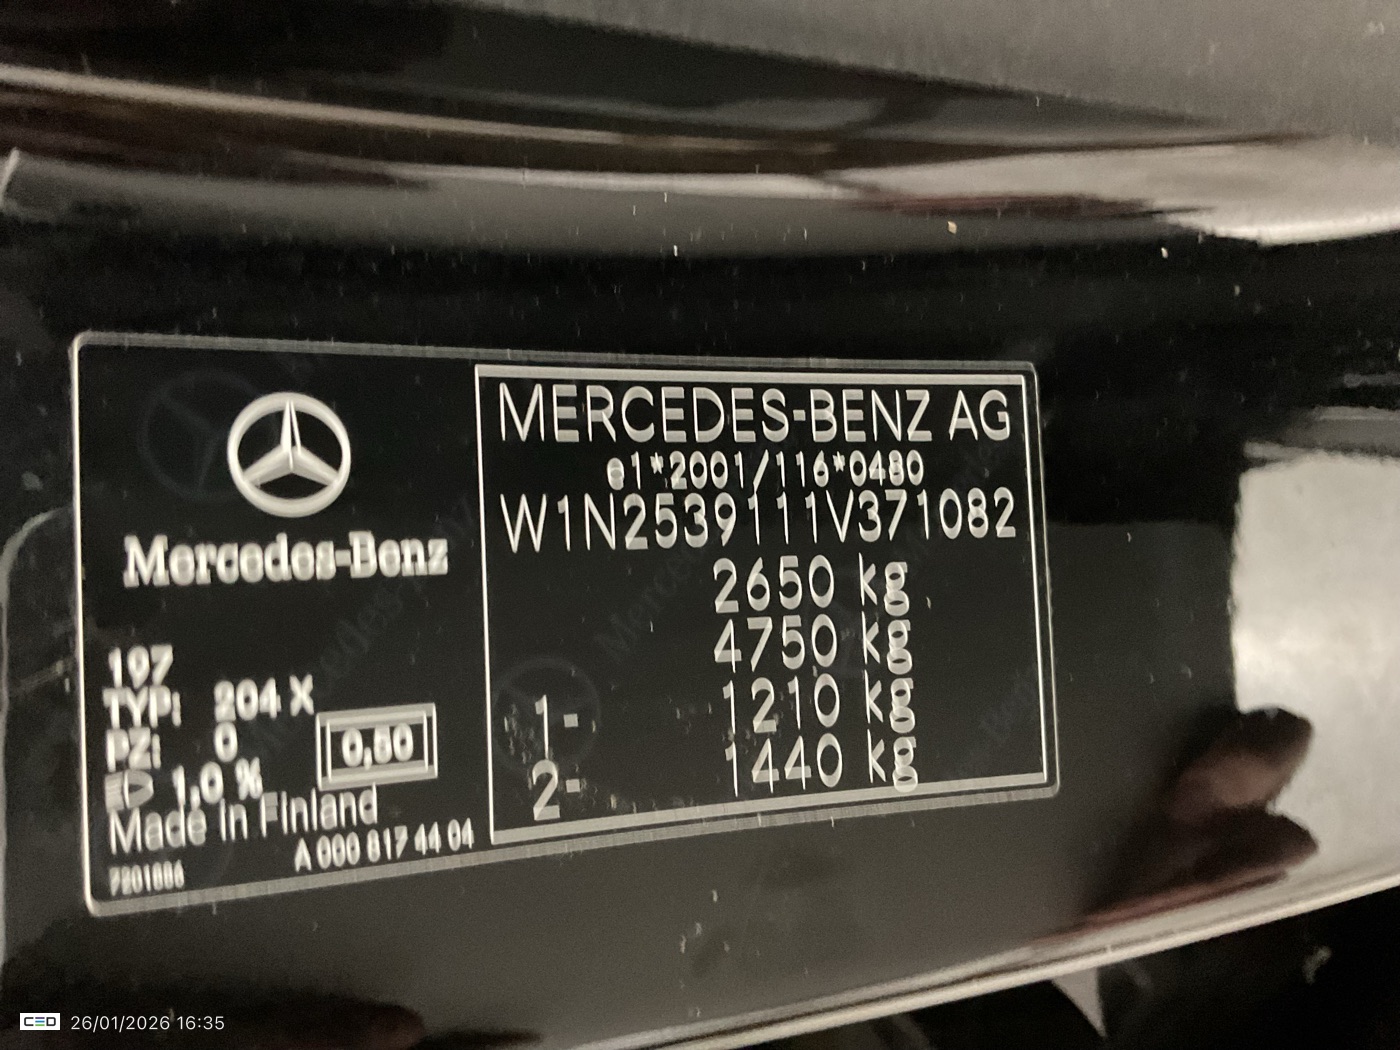 Mercedes-Benz
197
TYP: 204 X
PZ: 0
1,0 %
0,60
Made in Finland
A 000 817 44 04
MERCEDES-BENZ AG
e1*2001/116*0480
W1N2539111V371082
2650 kg
4750 kg
1- 1210 kg
2- 1440 kg
CEO 26/01/2026 16:35